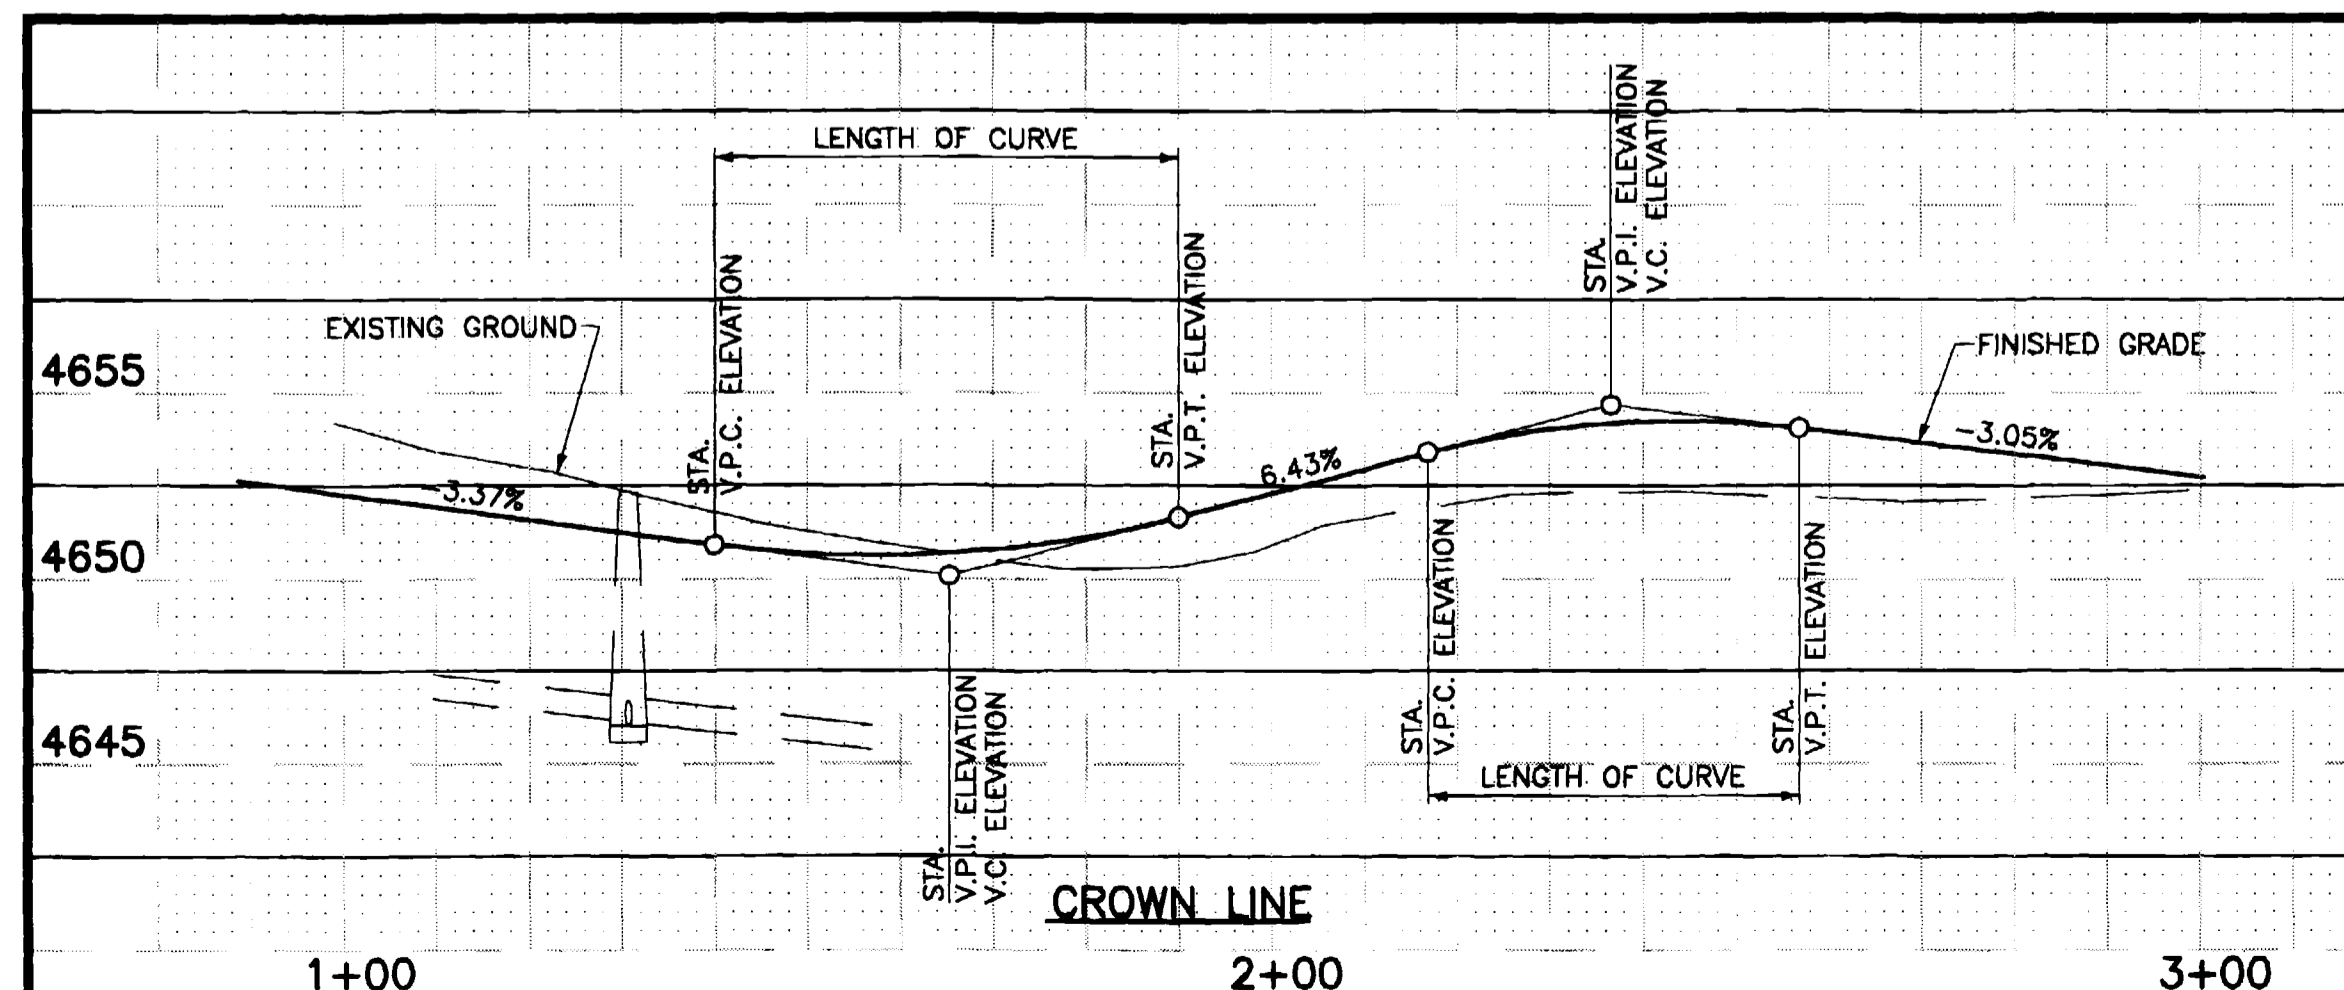 LENGTH OF CURVE
STA.
V.P.I. ELEVATION
V.C. ELEVATION
EXISTING GROUND
STA.
V.P.C. ELEVATION
STA.
V.P.T. ELEVATION
FINISHED GRADE
4655
-3.37%
6.43%
-3.05%
4650
STA.
V.P.I. ELEVATION
V.C. ELEVATION
STA.
V.P.C. ELEVATION
STA.
V.P.T. ELEVATION
4645
LENGTH OF CURVE
CROWN LINE
1+00
2+00
3+00